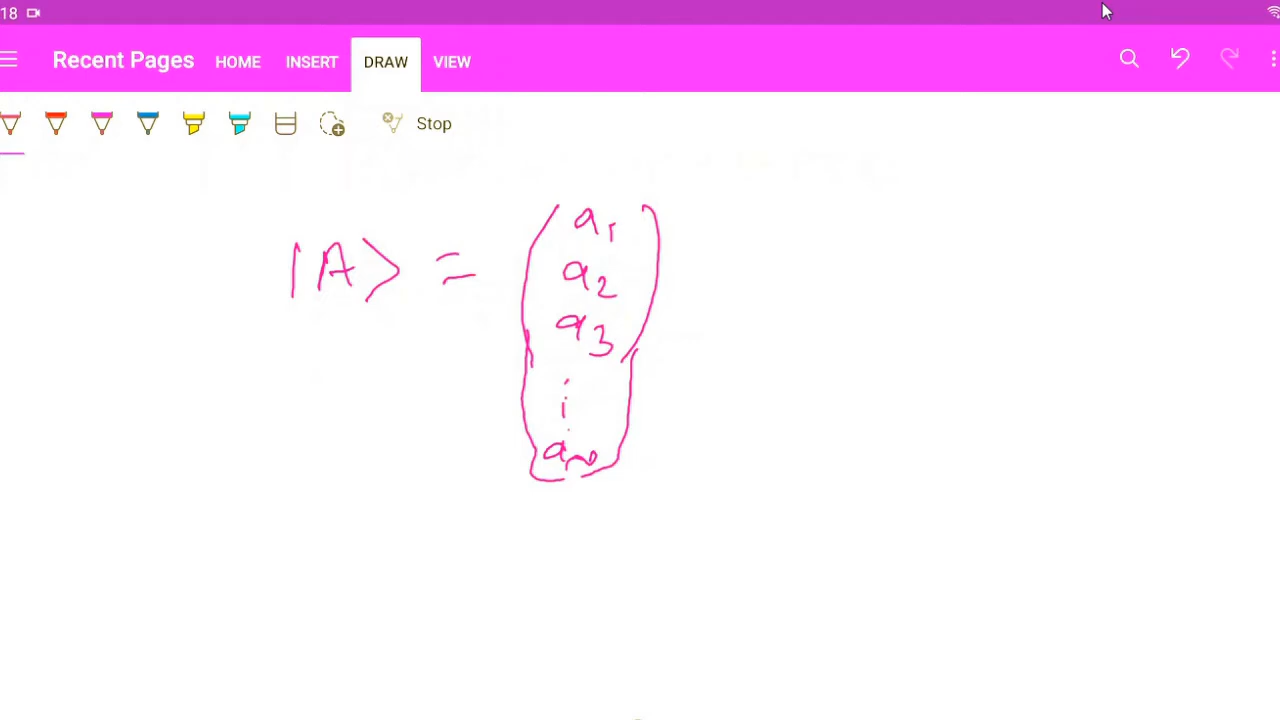 18
Recent Pages HOME INSERT DRAW VIEW
Stop
|A> = ( a1
a2
a3
⋮
an )